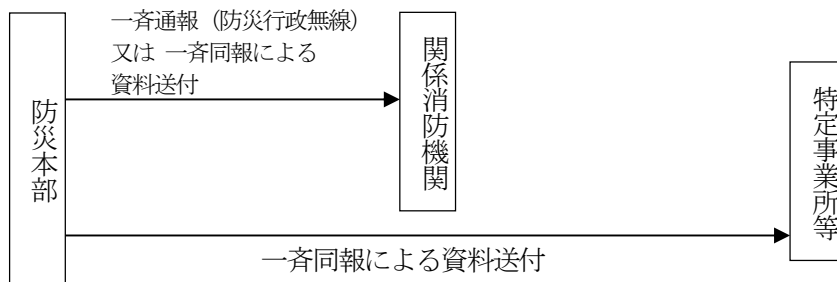 一斉通報（防災行政無線）
又は 一斉同報による
資料送付
防災本部
関係消防機関
特定事業所等
一斉同報による資料送付